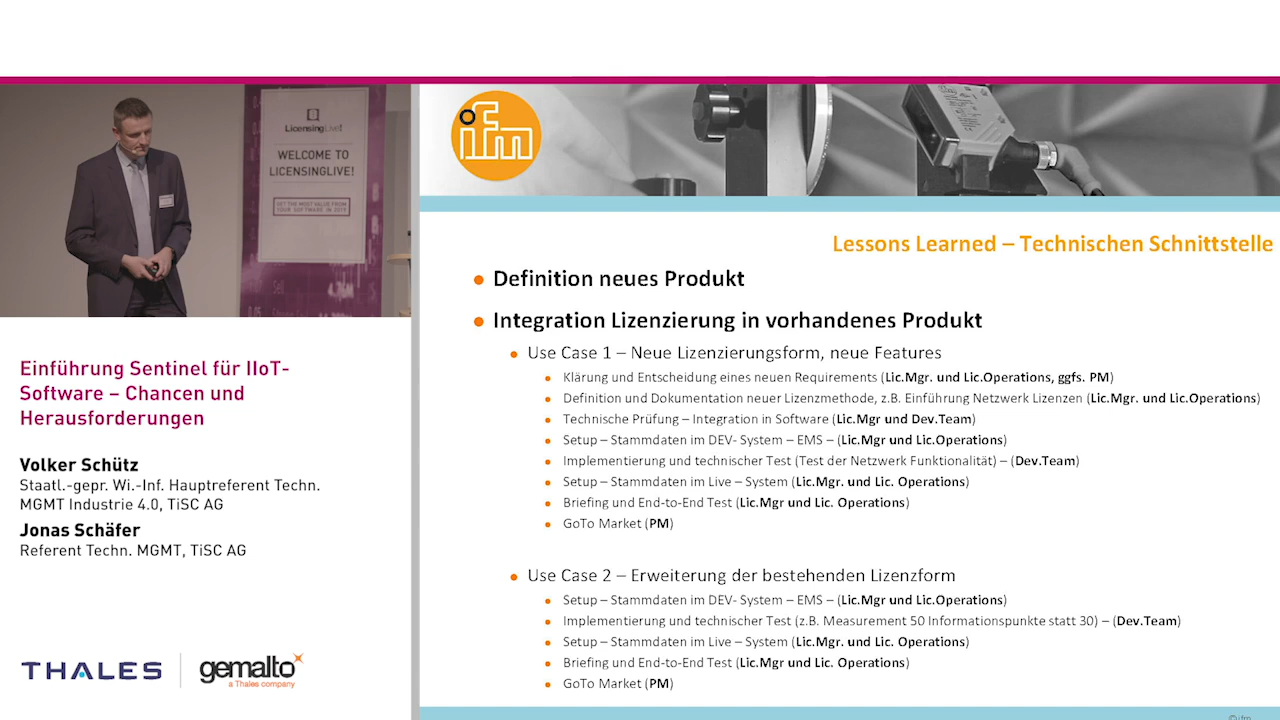 LicensingLive!
WELCOME TO
LICENSINGLIVE!
GET THE MOST VALUE FROM
YOUR SOFTWARE IN 2019
Einführung Sentinel für IIoT-
Software – Chancen und
Herausforderungen
Volker Schütz
Staatl.-gepr. Wi.-Inf. Hauptreferent Techn.
MGMT Industrie 4.0, TiSC AG
Jonas Schäfer
Referent Techn. MGMT, TiSC AG
THALES
gemalto
a Thales company
ifm
Lessons Learned – Technischen Schnittstelle
Definition neues Produkt
Integration Lizenzierung in vorhandenes Produkt
Use Case 1 – Neue Lizenzierungsform, neue Features
Klärung und Entscheidung eines neuen Requirements (Lic.Mgr. und Lic.Operations, ggfs. PM)
Definition und Dokumentation neuer Lizenzmethode, z.B. Einführung Netzwerk Lizenzen (Lic.Mgr. und Lic.Operations)
Technische Prüfung – Integration in Software (Lic.Mgr und Dev.Team)
Setup – Stammdaten im DEV- System – EMS – (Lic.Mgr und Lic.Operations)
Implementierung und technischer Test (Test der Netzwerk Funktionalität) – (Dev.Team)
Setup – Stammdaten im Live – System (Lic.Mgr. und Lic. Operations)
Briefing und End-to-End Test (Lic.Mgr und Lic. Operations)
GoTo Market (PM)
Use Case 2 – Erweiterung der bestehenden Lizenzform
Setup – Stammdaten im DEV- System – EMS – (Lic.Mgr und Lic.Operations)
Implementierung und technischer Test (z.B. Measurement 50 Informationspunkte statt 30) – (Dev.Team)
Setup – Stammdaten im Live – System (Lic.Mgr. und Lic. Operations)
Briefing und End-to-End Test (Lic.Mgr und Lic. Operations)
GoTo Market (PM)